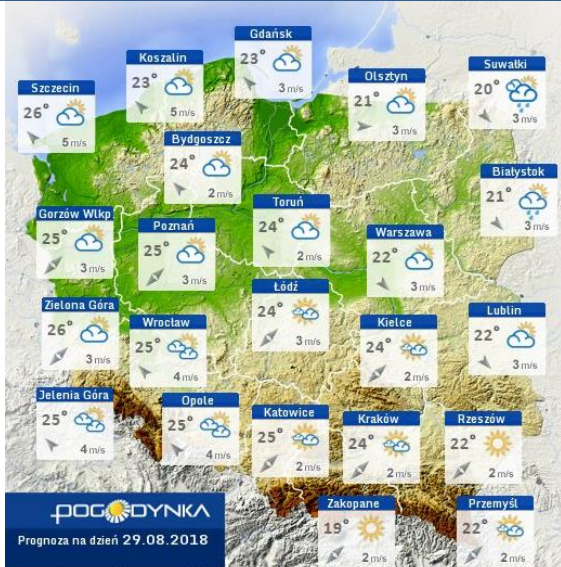 Gdańsk
23°
3 m/s
Koszalin
23°
5 m/s
Suwałki
20°
3 m/s
Olsztyn
21°
3 m/s
Szczecin
26°
5 m/s
Bydgoszcz
24°
2 m/s
Białystok
21°
3 m/s
Toruń
24°
2 m/s
Gorzów Wlkp
25°
3 m/s
Poznań
25°
3 m/s
Warszawa
22°
3 m/s
Łódź
24°
3 m/s
Zielona Góra
26°
3 m/s
Wrocław
25°
4 m/s
Kielce
24°
2 m/s
Lublin
22°
3 m/s
Jelenia Góra
25°
4 m/s
Opole
25°
4 m/s
Katowice
25°
2 m/s
Kraków
24°
2 m/s
Rzeszów
22°
2 m/s
Zakopane
19°
2 m/s
Przemyśl
22°
2 m/s
POGODYNKA
Prognoza na dzień 29.08.2018